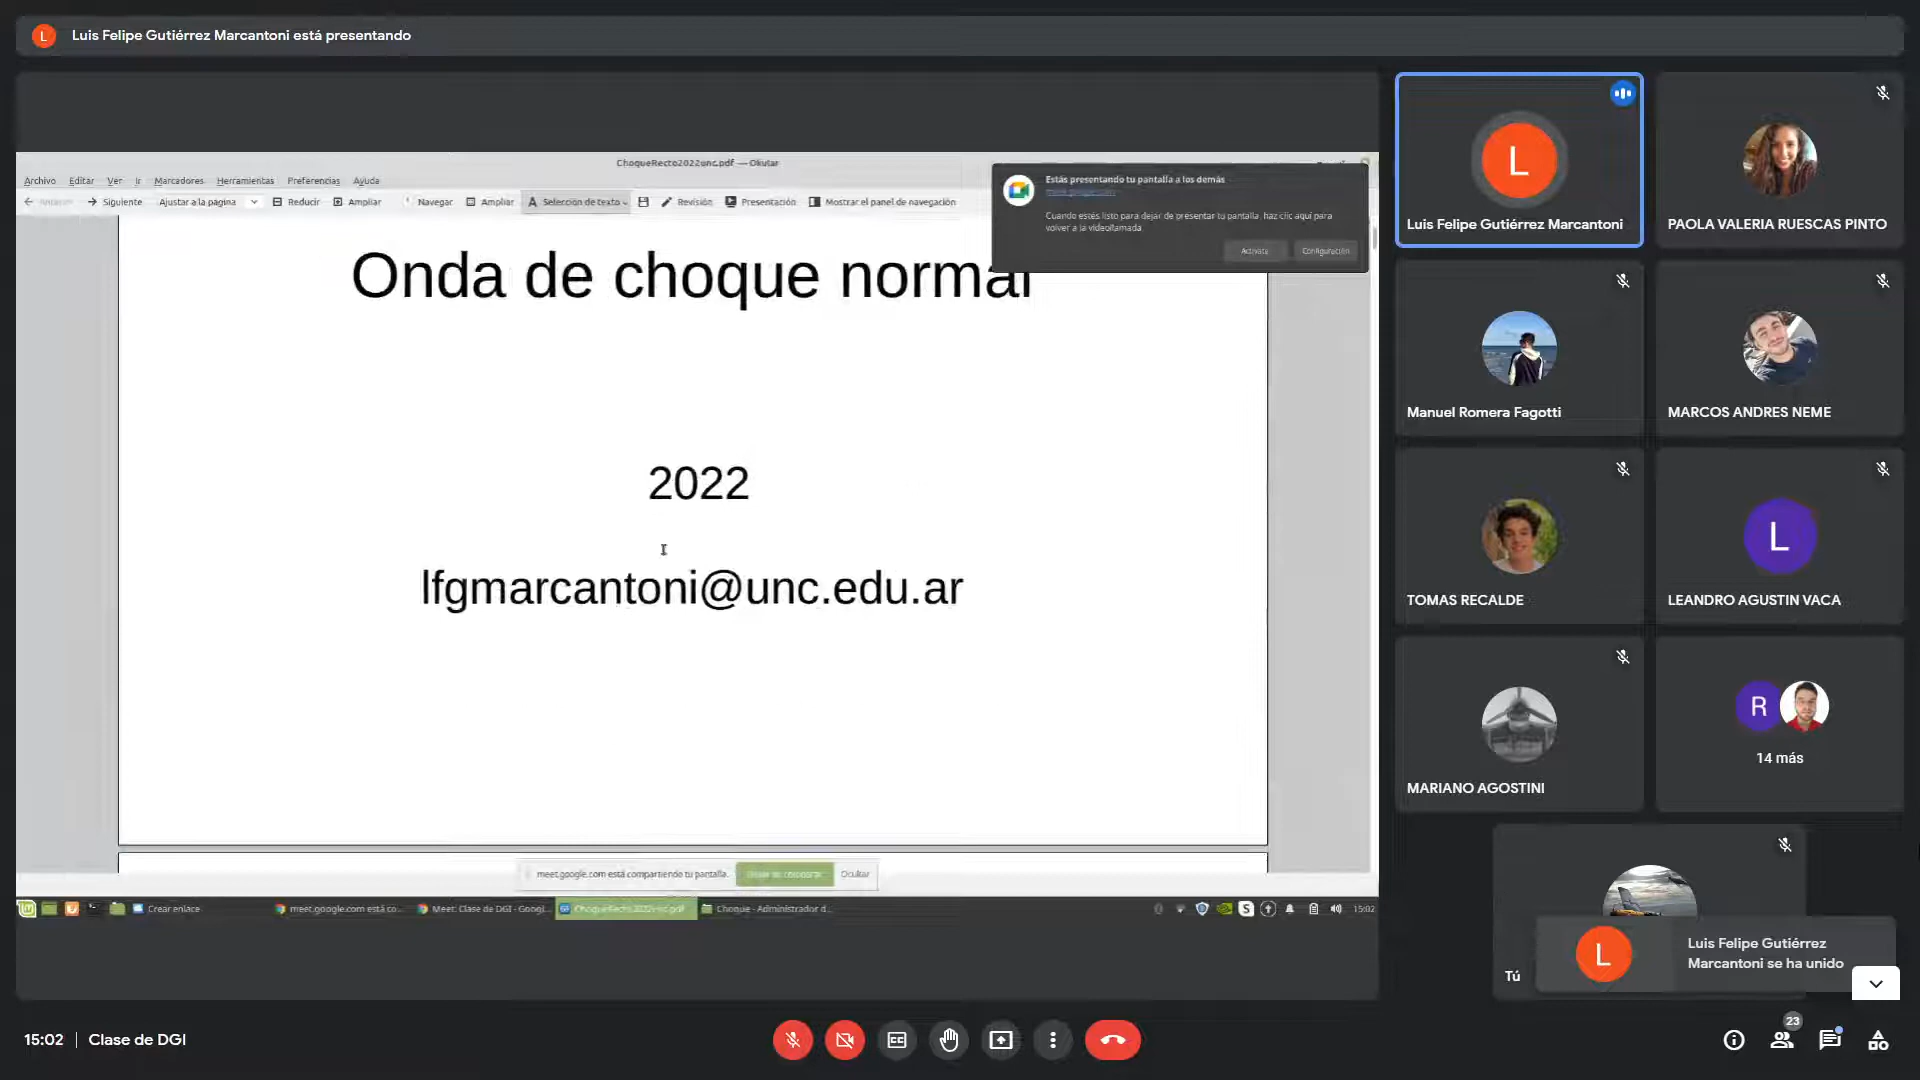 L
Luis Felipe Gutiérrez Marcantoni está presentando
ChoqueRecto2022unc.pdf — Okular
Archivo Editar Ver Ir Marcadores Herramientas Preferencias Ayuda
Siguiente Ajustar a la página Reducir Ampliar Navegar Ampliar Selección de texto Revisión Presentación Mostrar el panel de navegación
Estás presentando tu pantalla a los demás
Cuando estés listo para dejar de presentar tu pantalla, haz clic aquí para
volver a la videollamada
Activate Configuración
Onda de choque normal
2022
lfgmarcantoni@unc.edu.ar
meet.google.com está compartiendo tu pantalla.
Dejar de compartir
Ocultar
Crear enlace
meet.google.com está co...
Meet: Clase de DGI - Googl...
ChoqueRecto2022unc.pdf
Choque - Administrador d...
S
15:02
L
Luis Felipe Gutiérrez Marcantoni
PAOLA VALERIA RUESCAS PINTO
Manuel Romera Fagotti
MARCOS ANDRES NEME
TOMAS RECALDE
L
LEANDRO AGUSTIN VACA
MARIANO AGOSTINI
R
14 más
Tú
L
Luis Felipe Gutiérrez
Marcantoni se ha unido
15:02 | Clase de DGI
23